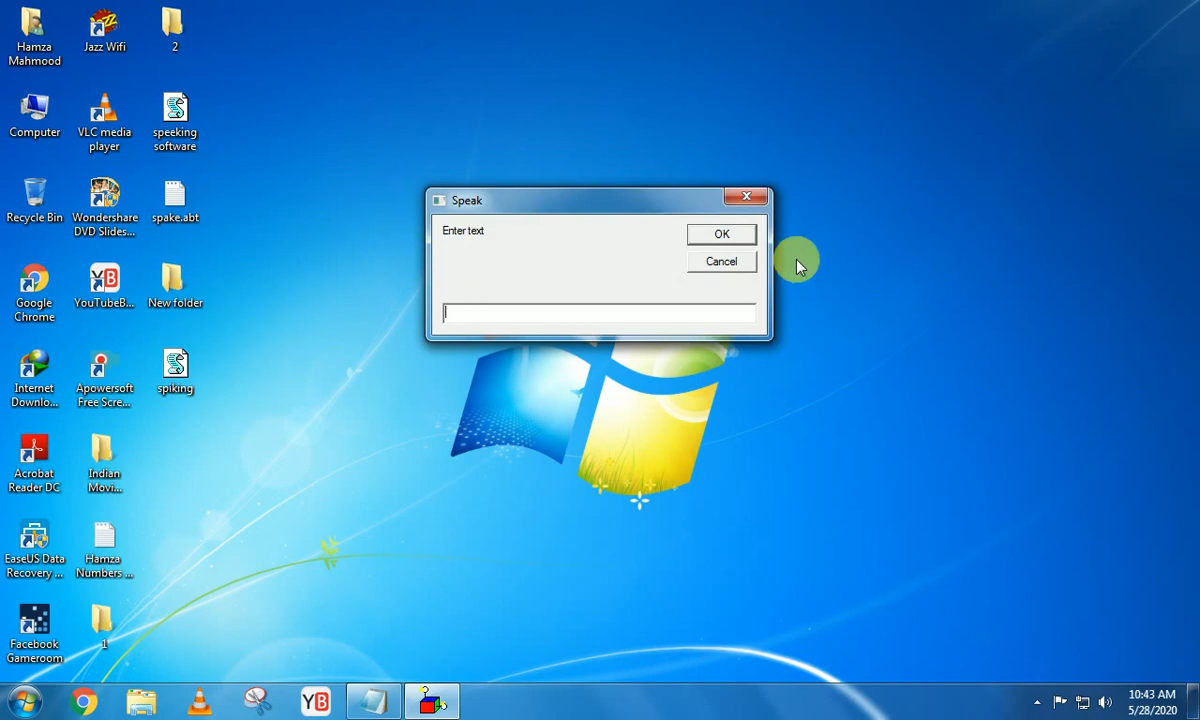 Hamza
Mahmood
Jazz Wifi
2
Computer
VLC media
player
speeking
software
Recycle Bin
Wondershare
DVD Slides...
spake.abt
Google
Chrome
YouTubeB...
New folder
Internet
Downlo...
Apowersoft
Free Scre...
spiking
Acrobat
Reader DC
Indian
Movi...
EaseUS Data
Recovery ...
Hamza
Numbers ...
Facebook
Gameroom
1
Speak
Enter text
OK
Cancel
YB
YB
10:43 AM
5/28/2020